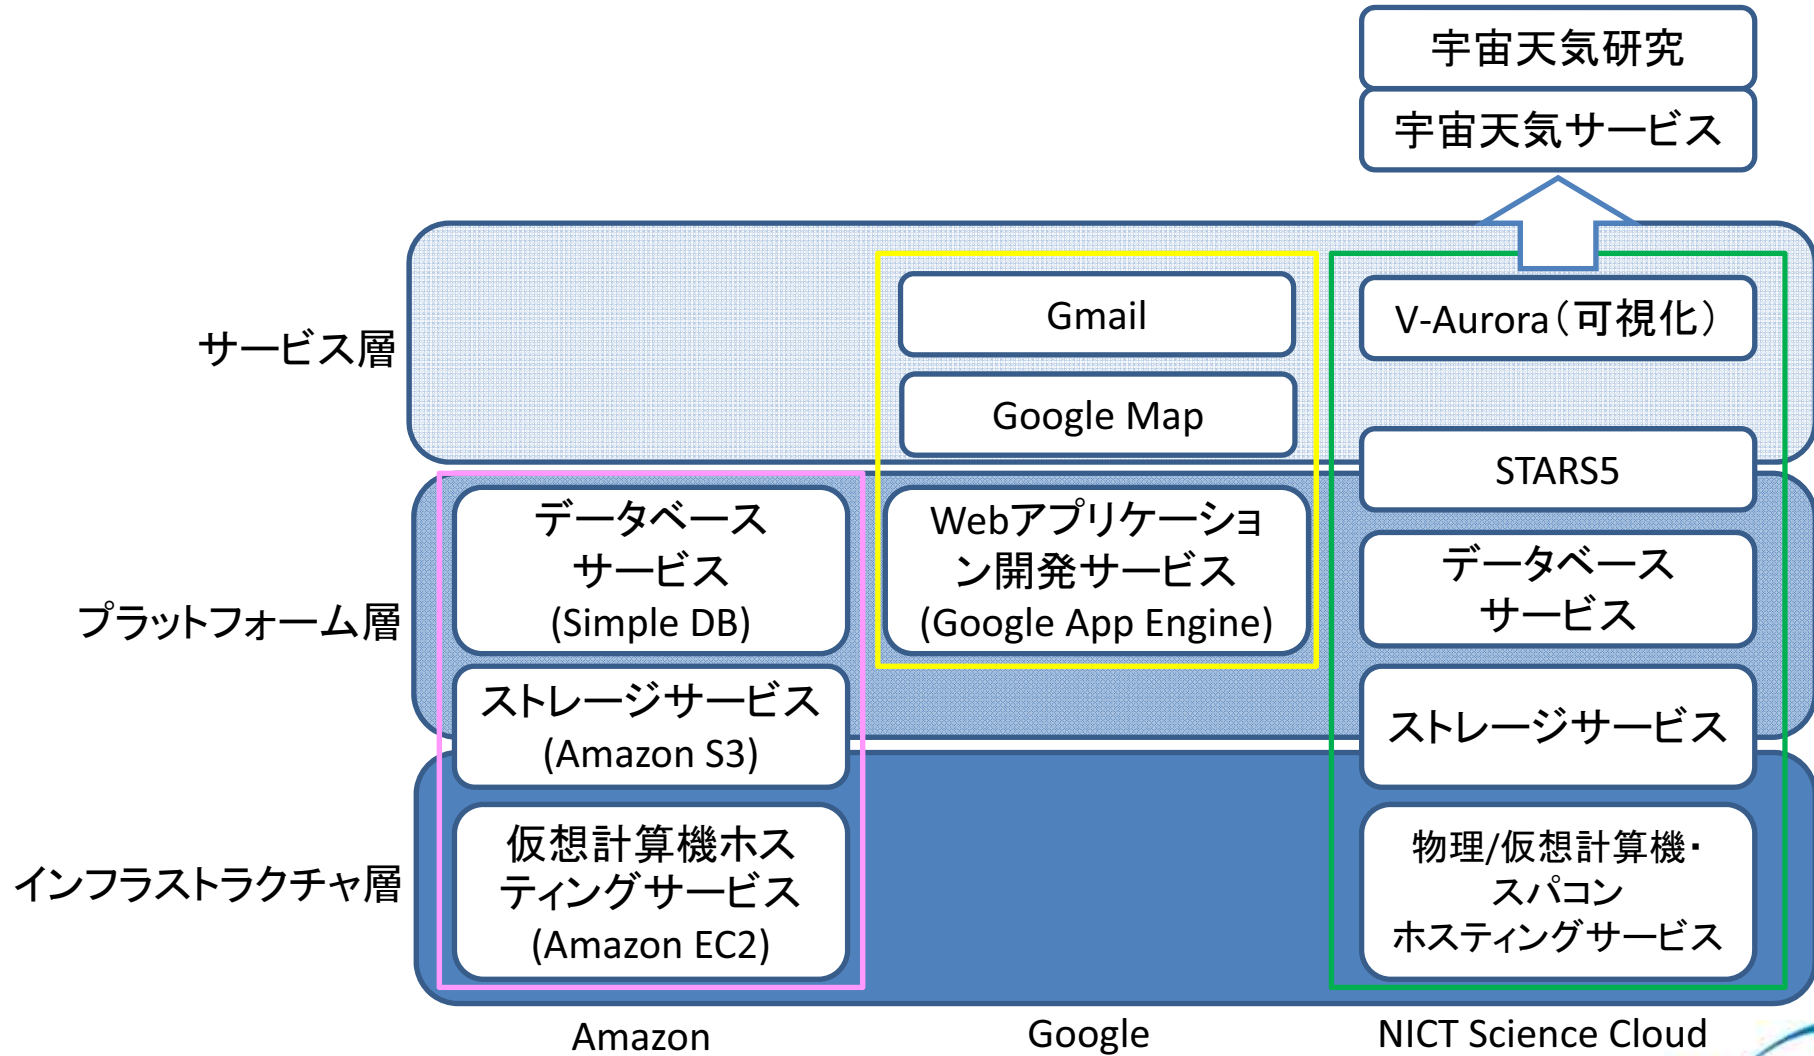 宇宙天気研究
宇宙天気サービス
サービス層
Gmail
Google Map
V-Aurora(可視化)
STARS5
プラットフォーム層
データベース
サービス
(Simple DB)
Webアプリケーショ
ン開発サービス
(Google App Engine)
データベース
サービス
ストレージサービス
(Amazon S3)
ストレージサービス
インフラストラクチャ層
仮想計算機ホス
ティングサービス
(Amazon EC2)
物理/仮想計算機・
スパコン
ホスティングサービス
Amazon
Google
NICT Science Cloud